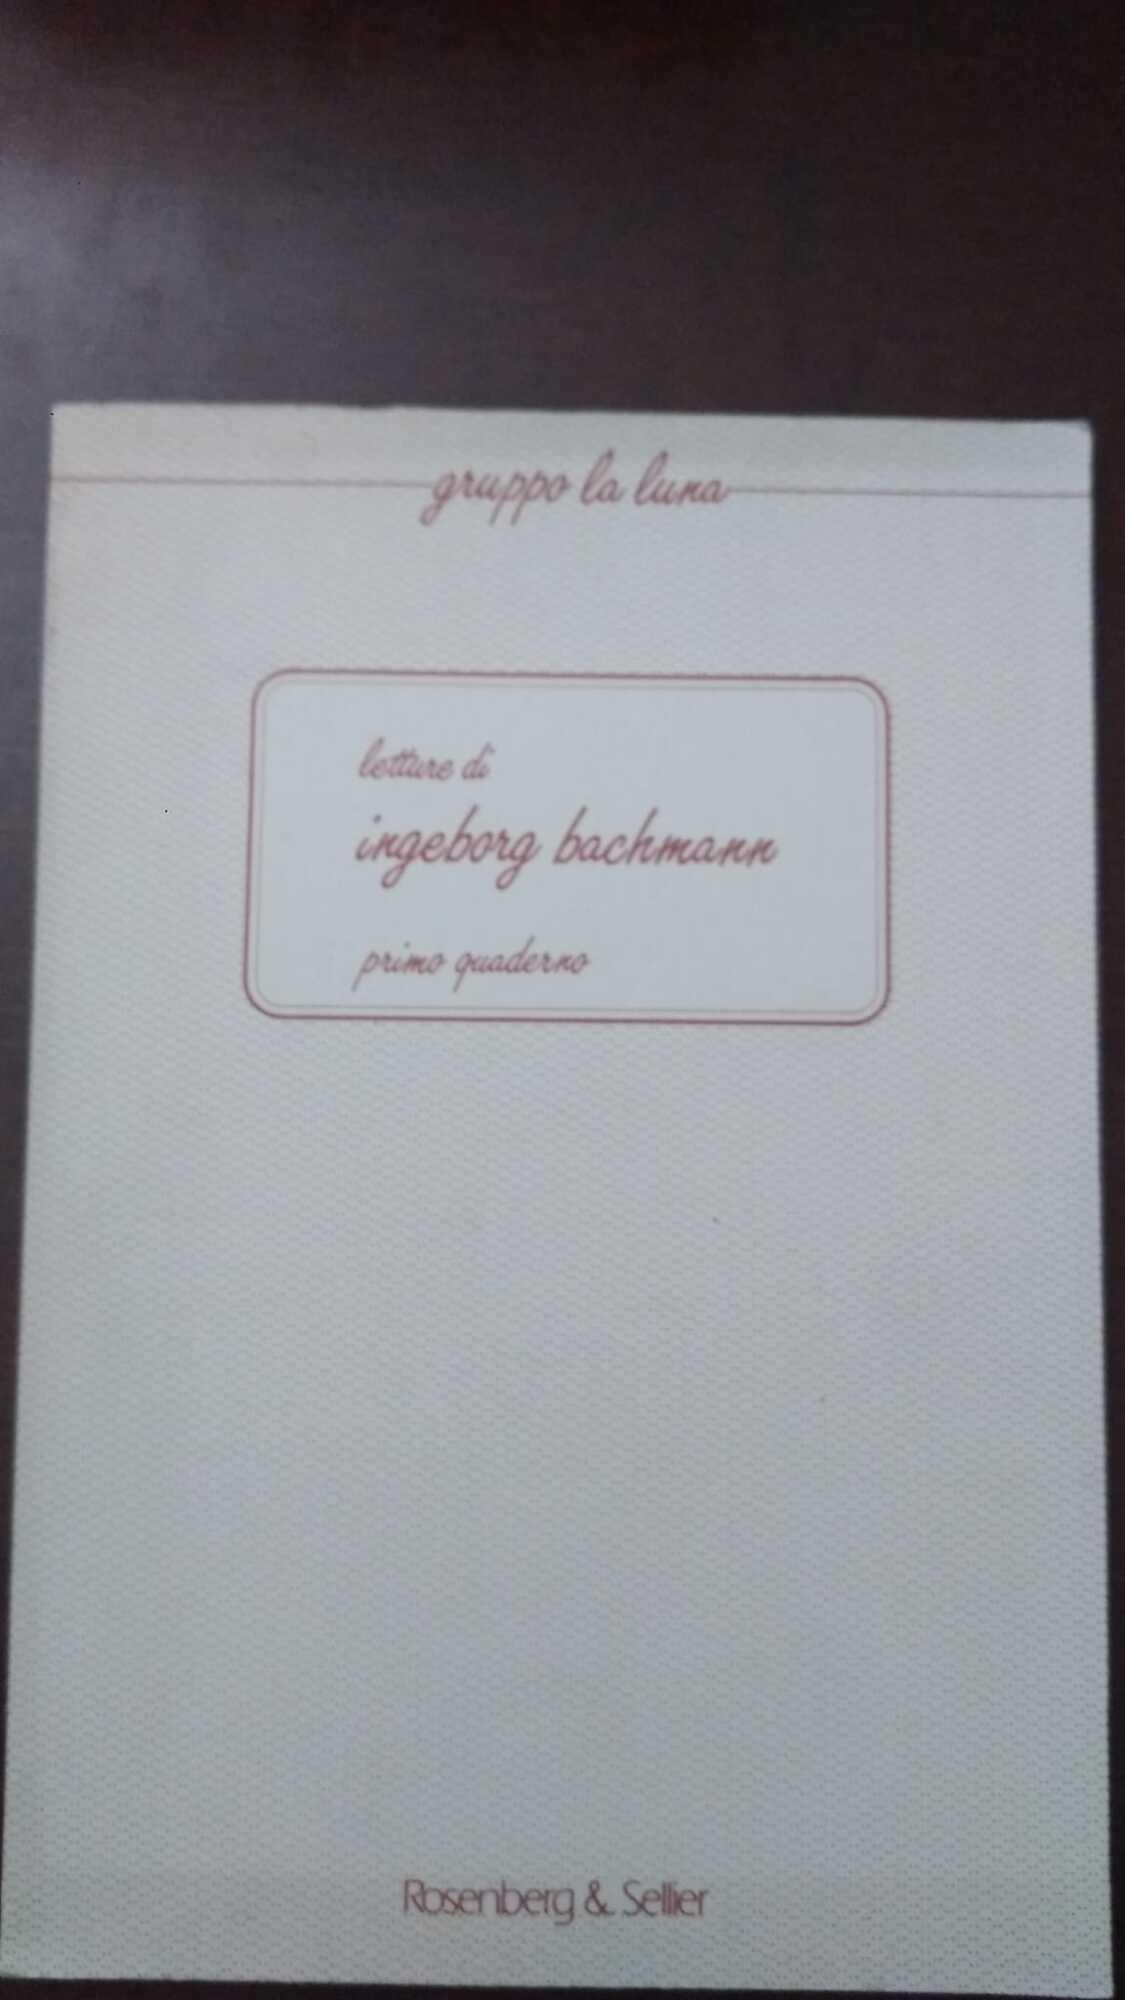 gruppo la luna
letture di
ingeborg bachmann
primo quaderno
Rosenberg & Sellier